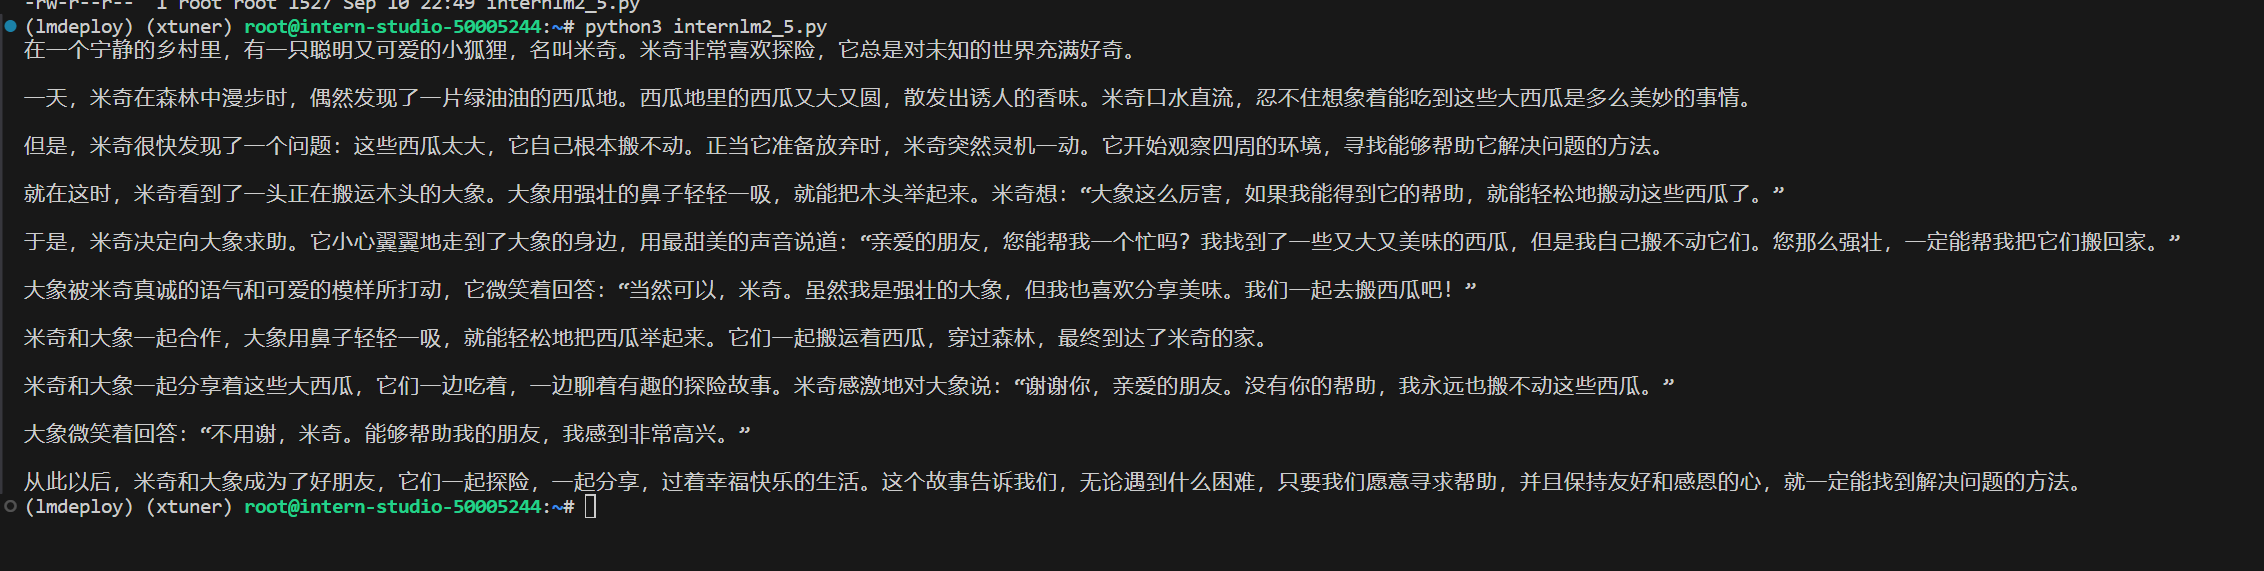 -rw-r--r-- 1 root root 1527 Sep 10 22:49 internlm2_5.py
(lmdeploy) (xtuner) root@intern-studio-50005244:~# python3 internlm2_5.py
在一个宁静的乡村里，有一只聪明又可爱的小狐狸，名叫米奇。米奇非常喜欢探险，它总是对未知的世界充满好奇。
一天，米奇在森林中漫步时，偶然发现了一片绿油油的西瓜地。西瓜地里的西瓜又大又圆，散发出诱人的香味。米奇口水直流，忍不住想象着能吃到这些大西瓜是多么美妙的事情。
但是，米奇很快发现了一个问题：这些西瓜太大，它自己根本搬不动。正当它准备放弃时，米奇突然灵机一动。它开始观察四周的环境，寻找能够帮助它解决问题的方法。
就在这时，米奇看到了一头正在搬运木头的大象。大象用强壮的鼻子轻轻一吸，就能把木头举起来。米奇想：“大象这么厉害，如果我能得到它的帮助，就能轻松地搬动这些西瓜了。”
于是，米奇决定向大象求助。它小心翼翼地走到了大象的身边，用最甜美的声音说道：“亲爱的朋友，您能帮我一个忙吗？我找到了一些又大又美味的西瓜，但是我自己搬不动它们。您那么强壮，一定能帮我把它们搬回家。”
大象被米奇真诚的语气和可爱的模样所打动，它微笑着回答：“当然可以，米奇。虽然我是强壮的大象，但我也喜欢分享美味。我们一起去搬西瓜吧！”
米奇和大象一起合作，大象用鼻子轻轻一吸，就能轻松地把西瓜举起来。它们一起搬运着西瓜，穿过森林，最终到达了米奇的家。
米奇和大象一起分享着这些大西瓜，它们一边吃着，一边聊着有趣的探险故事。米奇感激地对大象说：“谢谢你，亲爱的朋友。没有你的帮助，我永远也搬不动这些西瓜。”
大象微笑着回答：“不用谢，米奇。能够帮助我的朋友，我感到非常高兴。”
从此以后，米奇和大象成为了好朋友，它们一起探险，一起分享，过着幸福快乐的生活。这个故事告诉我们，无论遇到什么困难，只要我们愿意寻求帮助，并且保持友好和感恩的心，就一定能找到解决问题的方法。
(lmdeploy) (xtuner) root@intern-studio-50005244:~#